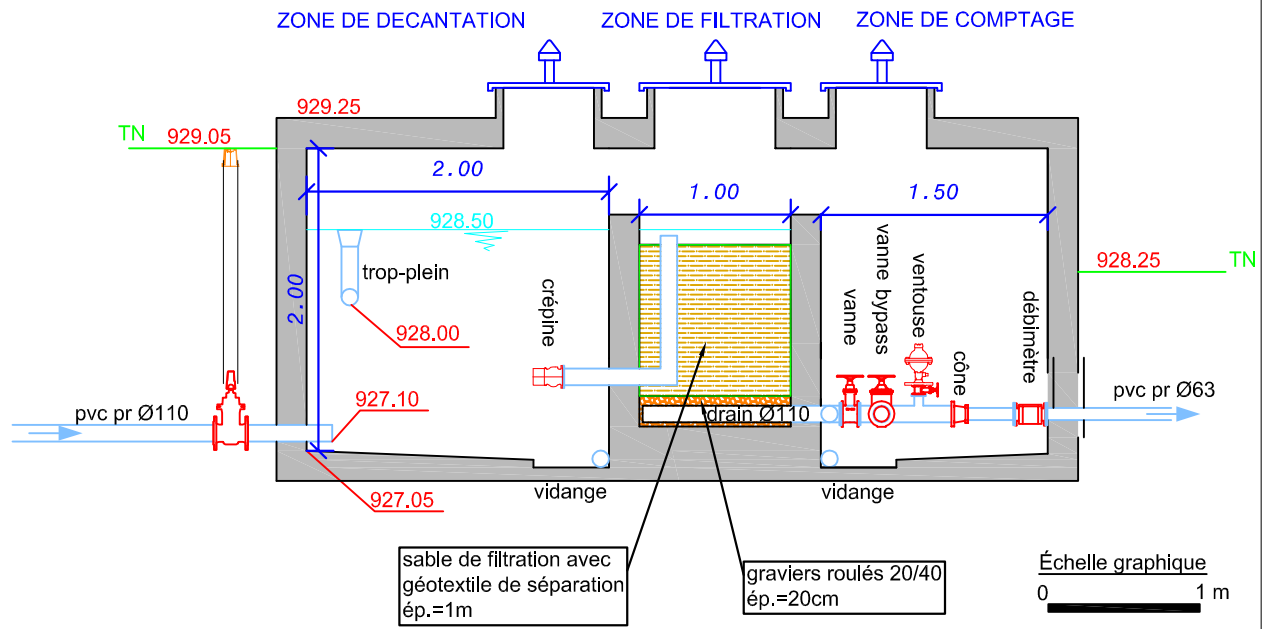 ZONE DE DECANTATION
ZONE DE FILTRATION
ZONE DE COMPTAGE
929.25
TN
929.05
2.00
1.00
1.50
928.50
trop-plein
2.00
928.00
crépine
vanne
vanne bypass
ventouse
cône
débimètre
928.25
TN
pvc pr Ø110
927.10
drain Ø110
pvc pr Ø63
927.05
vidange
vidange
sable de filtration avec
géotextile de séparation
ép.=1m
graviers roulés 20/40
ép.=20cm
Échelle graphique
0
1 m